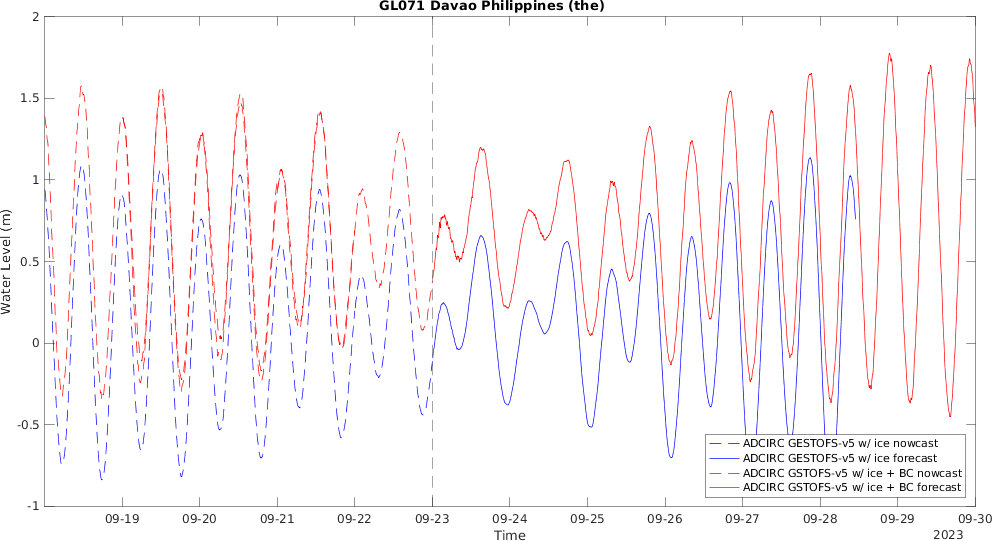 GL071 Davao Philippines (the)
2
1.5
1
0.5
0
-0.5
-1
Water Level (m)
ADCIRC GESTOFS-v5 w/ ice nowcast
ADCIRC GESTOFS-v5 w/ ice forecast
ADCIRC GSTOFS-v5 w/ ice + BC nowcast
ADCIRC GSTOFS-v5 w/ ice + BC forecast
09-19 09-20 09-21 09-22 09-23 09-24 09-25 09-26 09-27 09-28 09-29 09-30
Time
2023